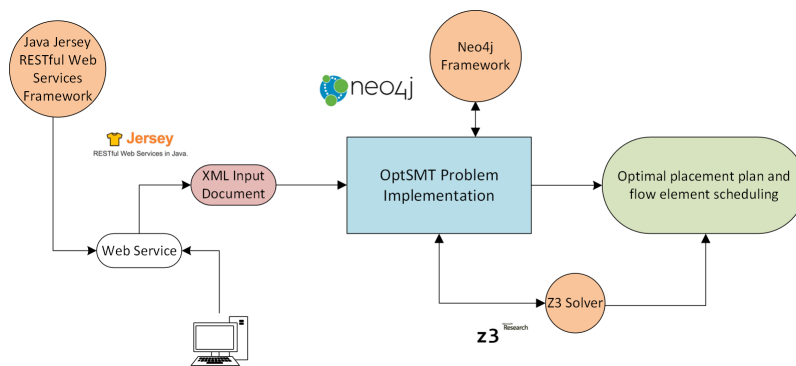 Java Jersey
RESTful Web
Services
Framework
Neo4j
Framework
neo4j
Jersey
RESTful Web Services in Java.
XML Input
Document
OptSMT Problem
Implementation
Optimal placement plan and
flow element scheduling
Web Service
Z3 Solver
Research
z3